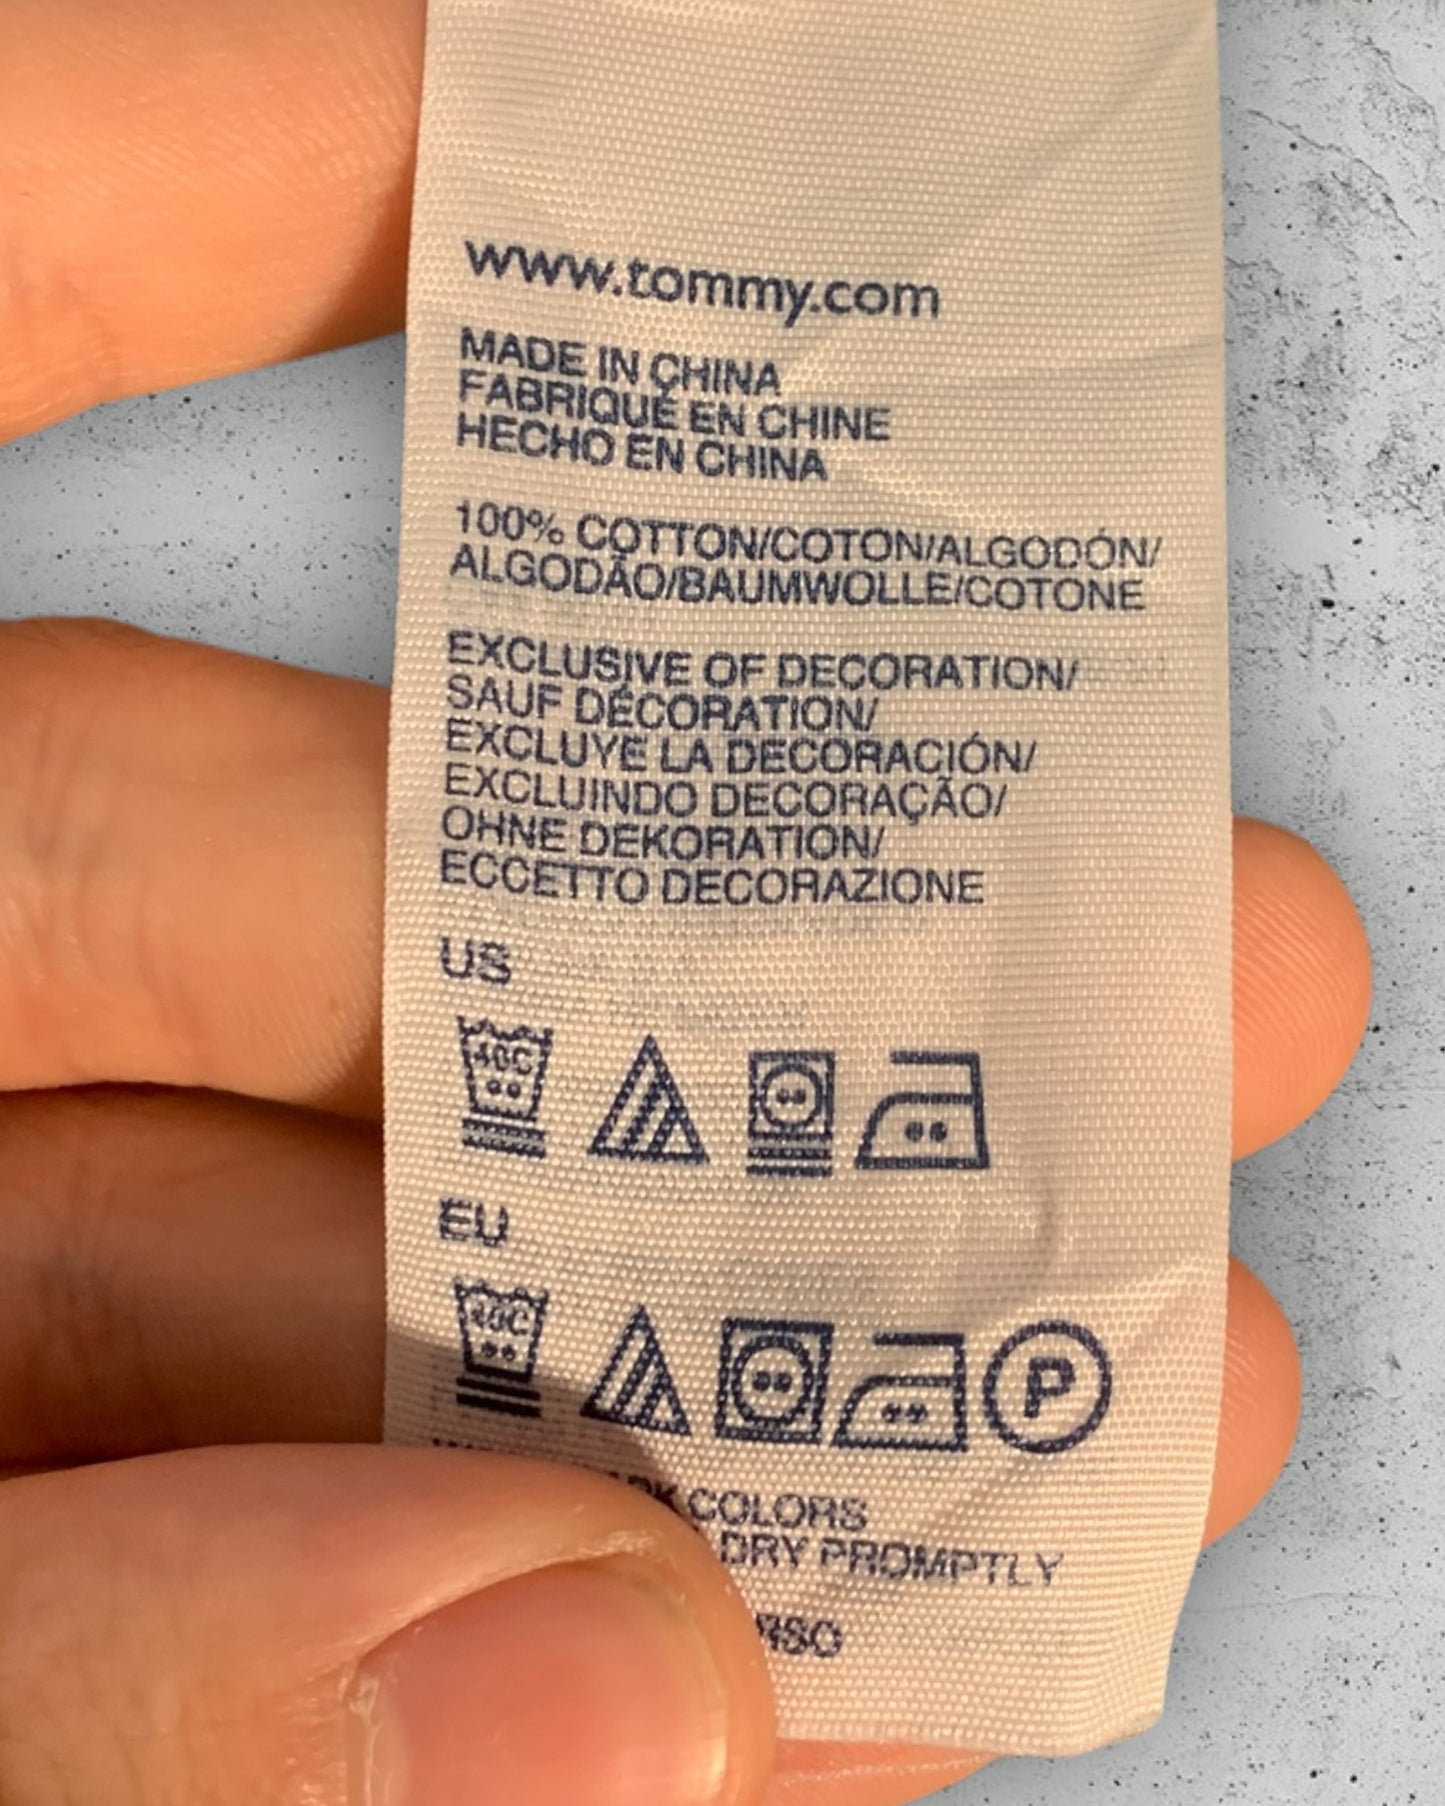 www.tommy.com
MADE IN CHINA
FABRIQUÉ EN CHINE
HECHO EN CHINA
100% COTTON/COTON/ALGODÓN/
ALGODÃO/BAUMWOLLE/COTONE
EXCLUSIVE OF DECORATION/
SAUF DÉCORATION/
EXCLUYE LA DECORACIÓN/
EXCLUINDO DECORAÇÃO/
OHNE DEKORATION/
ECCETTO DECORAZIONE
US
40C
EU
40C
P
COLORS
DRY PROMPTLY